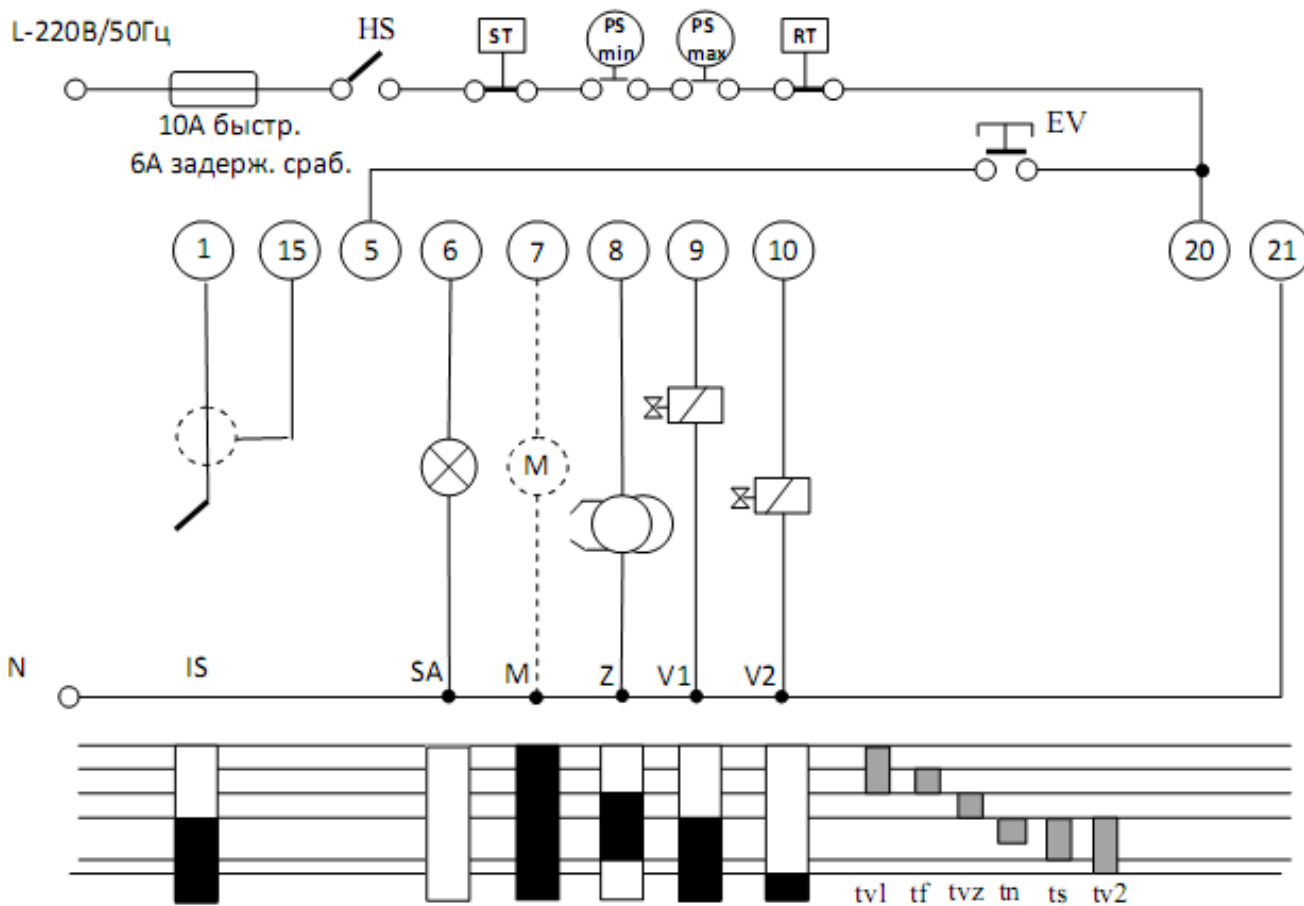 L-220В/50Гц
HS
ST
PS
min
PS
max
RT
10А быстр.
6А задерж. сраб.
EV
1
15
5
6
7
8
9
10
20
21
M
N
IS
SA
M
Z
V1
V2
tv1
tf
tvz
tn
ts
tv2